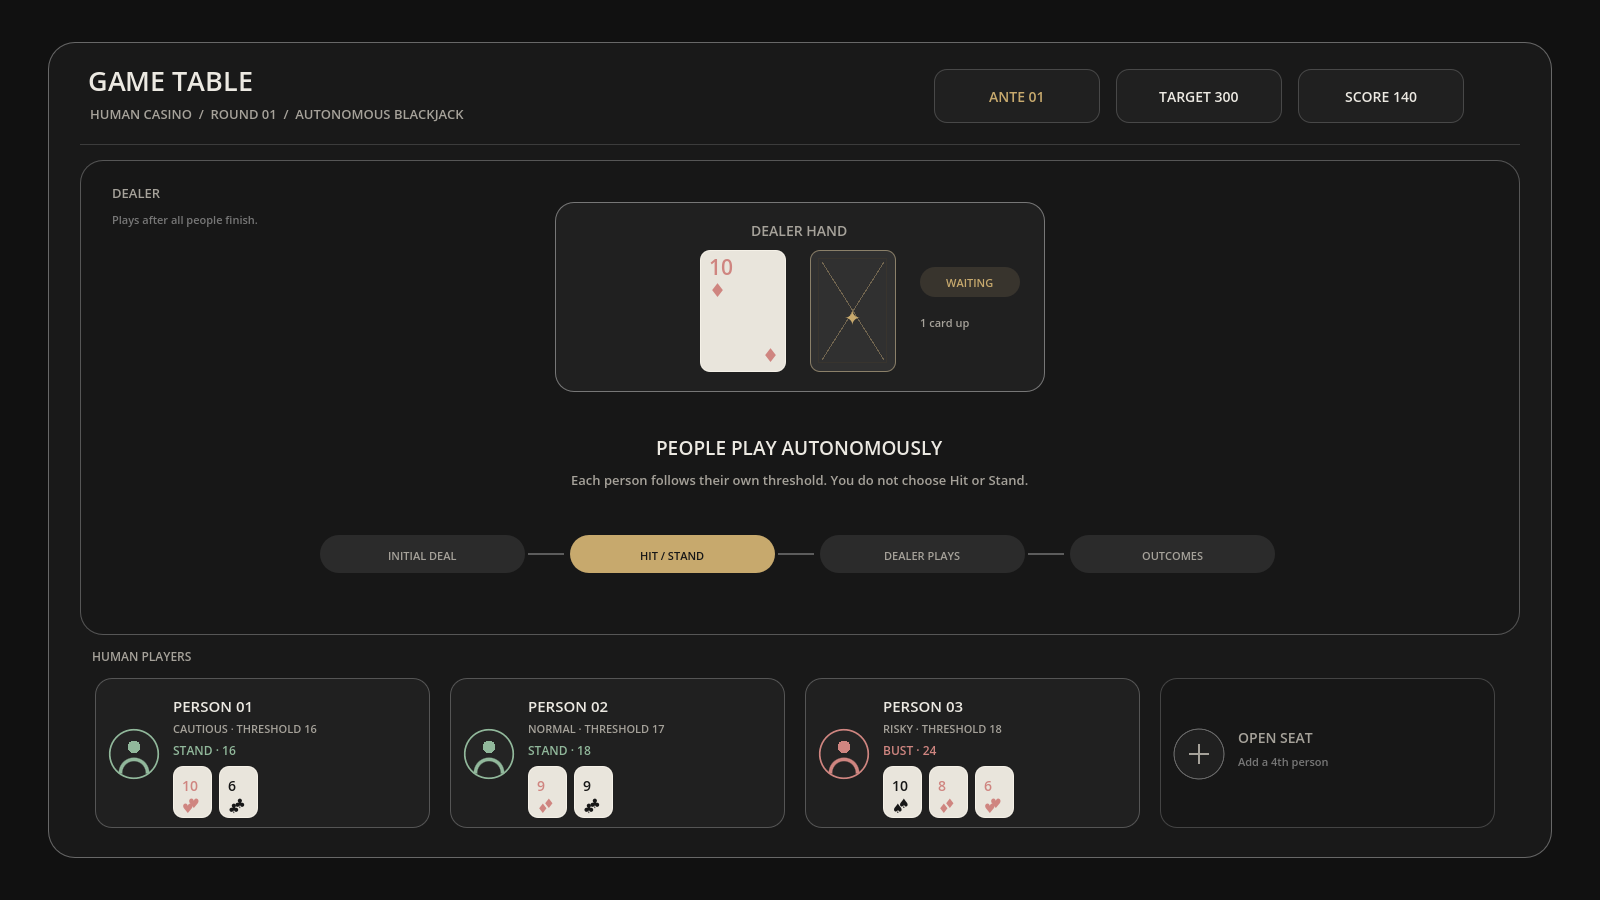 GAME TABLE
HUMAN CASINO / ROUND 01 / AUTONOMOUS BLACKJACK
ANTE 01
TARGET 300
SCORE 140
DEALER
Plays after all people finish.
DEALER HAND
10
WAITING
1 card up
PEOPLE PLAY AUTONOMOUSLY
Each person follows their own threshold. You do not choose Hit or Stand.
INITIAL DEAL
HIT / STAND
DEALER PLAYS
OUTCOMES
HUMAN PLAYERS
PERSON 01
CAUTIOUS · THRESHOLD 16
STAND · 16
10 6
PERSON 02
NORMAL · THRESHOLD 17
STAND · 18
9 9
PERSON 03
RISKY · THRESHOLD 18
BUST · 24
10 8 6
OPEN SEAT
Add a 4th person